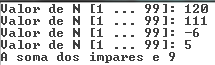 Valor de N [1 ... 99]: 120
Valor de N [1 ... 99]: 111
Valor de N [1 ... 99]: -6
Valor de N [1 ... 99]: 5
A soma dos impares e 9